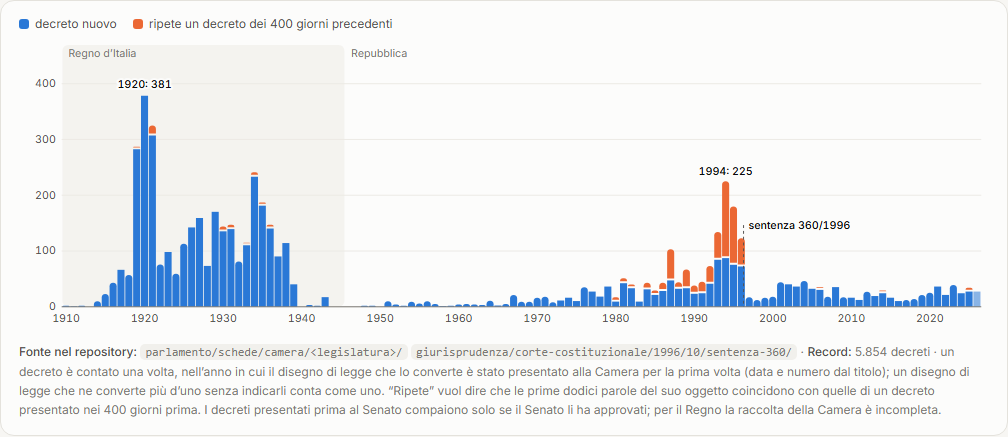 decreto nuovo ripete un decreto dei 400 giorni precedenti
Regno d'Italia Repubblica
400
1920: 381
300
200
1994: 225
sentenza 360/1996
100
0
1910 1920 1930 1940 1950 1960 1970 1980 1990 2000 2010 2020
Fonte nel repository: parlamento/schede/camera/<legislatura>/ giurisprudenza/corte-costituzionale/1996/10/sentenza-360/ · Record: 5.854 decreti · un
decreto è contato una volta, nell'anno in cui il disegno di legge che lo converte è stato presentato alla Camera per la prima volta (data e numero dal titolo); un disegno di
legge che ne converte più d'uno senza indicarli conta come uno. "Ripete" vuol dire che le prime dodici parole del suo oggetto coincidono con quelle di un decreto
presentato nei 400 giorni prima. I decreti presentati prima al Senato compaiono solo se il Senato li ha approvati; per il Regno la raccolta della Camera è incompleta.